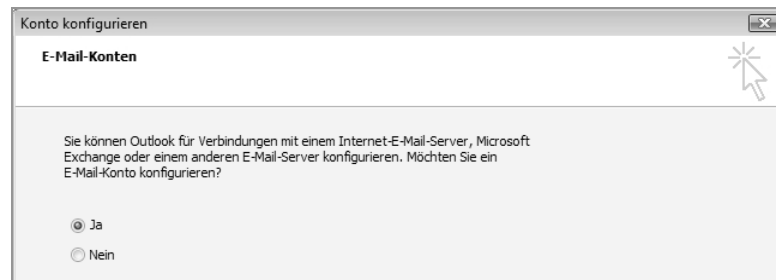 Konto konfigurieren
E-Mail-Konten
Sie können Outlook für Verbindungen mit einem Internet-E-Mail-Server, Microsoft
Exchange oder einem anderen E-Mail-Server konfigurieren. Möchten Sie ein
E-Mail-Konto konfigurieren?
Ja
Nein